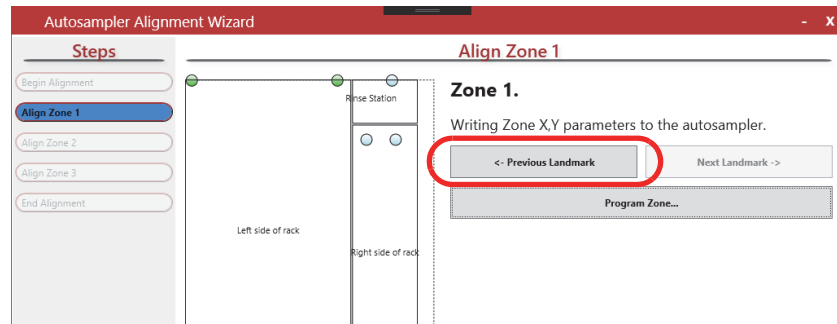 Autosampler Alignment Wizard - x
Steps
Begin Alignment
Align Zone 1
Align Zone 2
Align Zone 3
End Alignment
Align Zone 1
Rinse Station
Left side of rack
Right side of rack
Zone 1.
Writing Zone X,Y parameters to the autosampler.
<- Previous Landmark
Next Landmark ->
Program Zone...